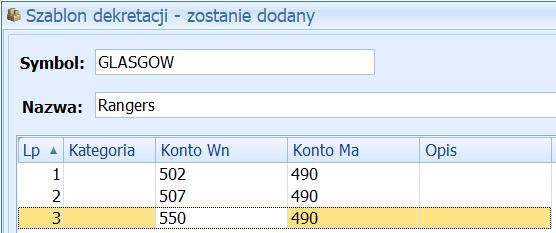 Szablon dekretacji - zostanie dodany
Symbol: GLASGOW
Nazwa: Rangers
Lp Kategoria Konto Wn Konto Ma Opis
1 502 490
2 507 490
3 550 490